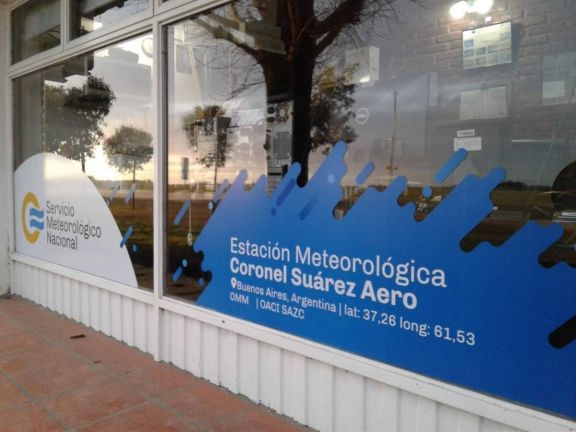 Servicio
Meteorológico
Nacional
Estación Meteorológica
Coronel Suárez Aero
Buenos Aires, Argentina | lat: 37,26 long: 61,53
OMM | OACI SAZC